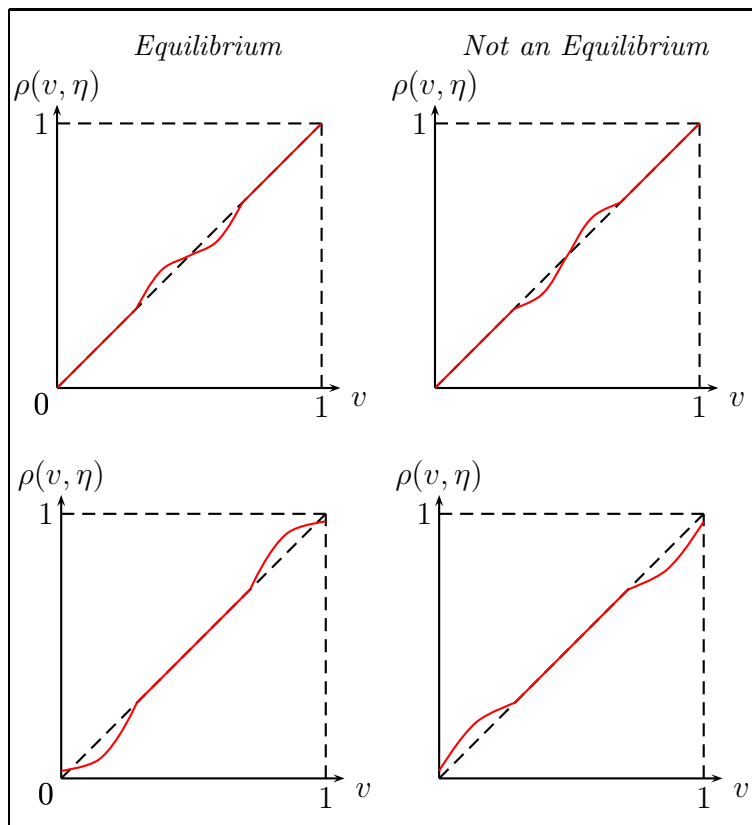 Equilibrium
Not an Equilibrium
ρ(v, η)
ρ(v, η)
1
1
0
1
v
1
v
ρ(v, η)
ρ(v, η)
1
1
0
1
v
1
v